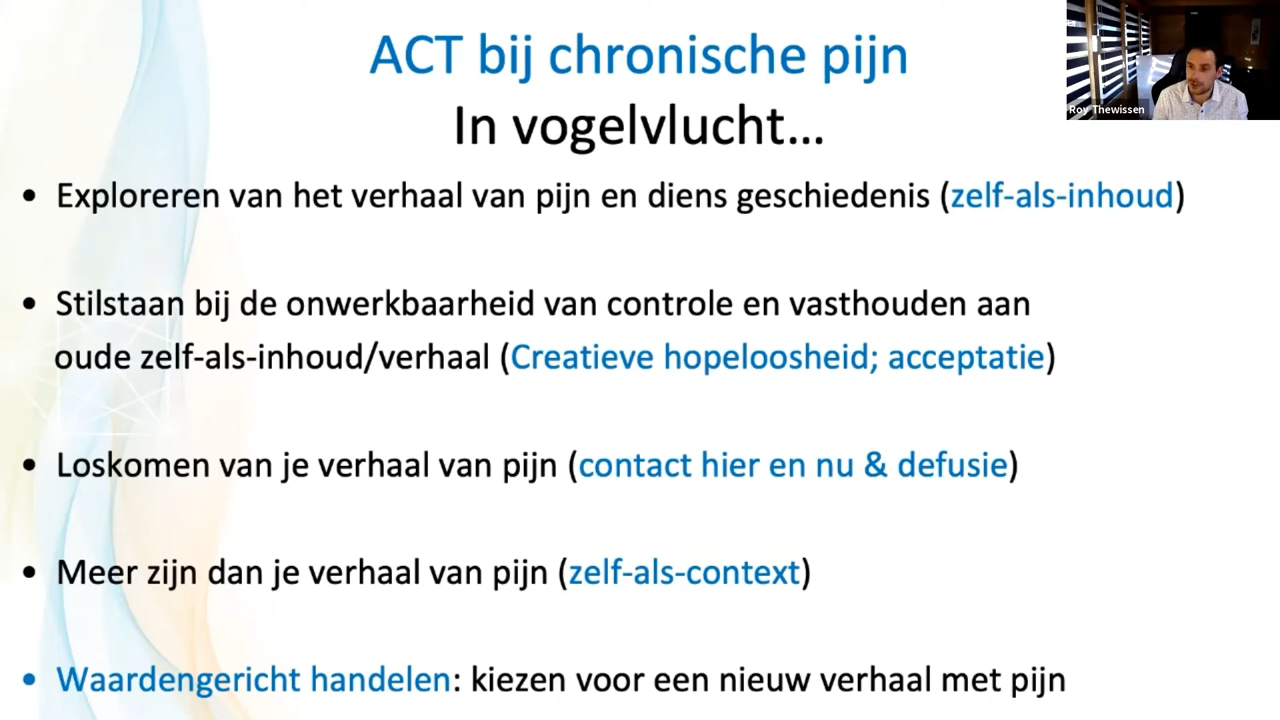 ACT bij chronische pijn
In vogelvlucht...
Roy Thewissen
• Exploreren van het verhaal van pijn en diens geschiedenis (zelf-als-inhoud)
• Stilstaan bij de onwerkbaarheid van controle en vasthouden aan
oude zelf-als-inhoud/verhaal (Creatieve hopeloosheid; acceptatie)
• Loskomen van je verhaal van pijn (contact hier en nu & defusie)
• Meer zijn dan je verhaal van pijn (zelf-als-context)
• Waardengericht handelen: kiezen voor een nieuw verhaal met pijn